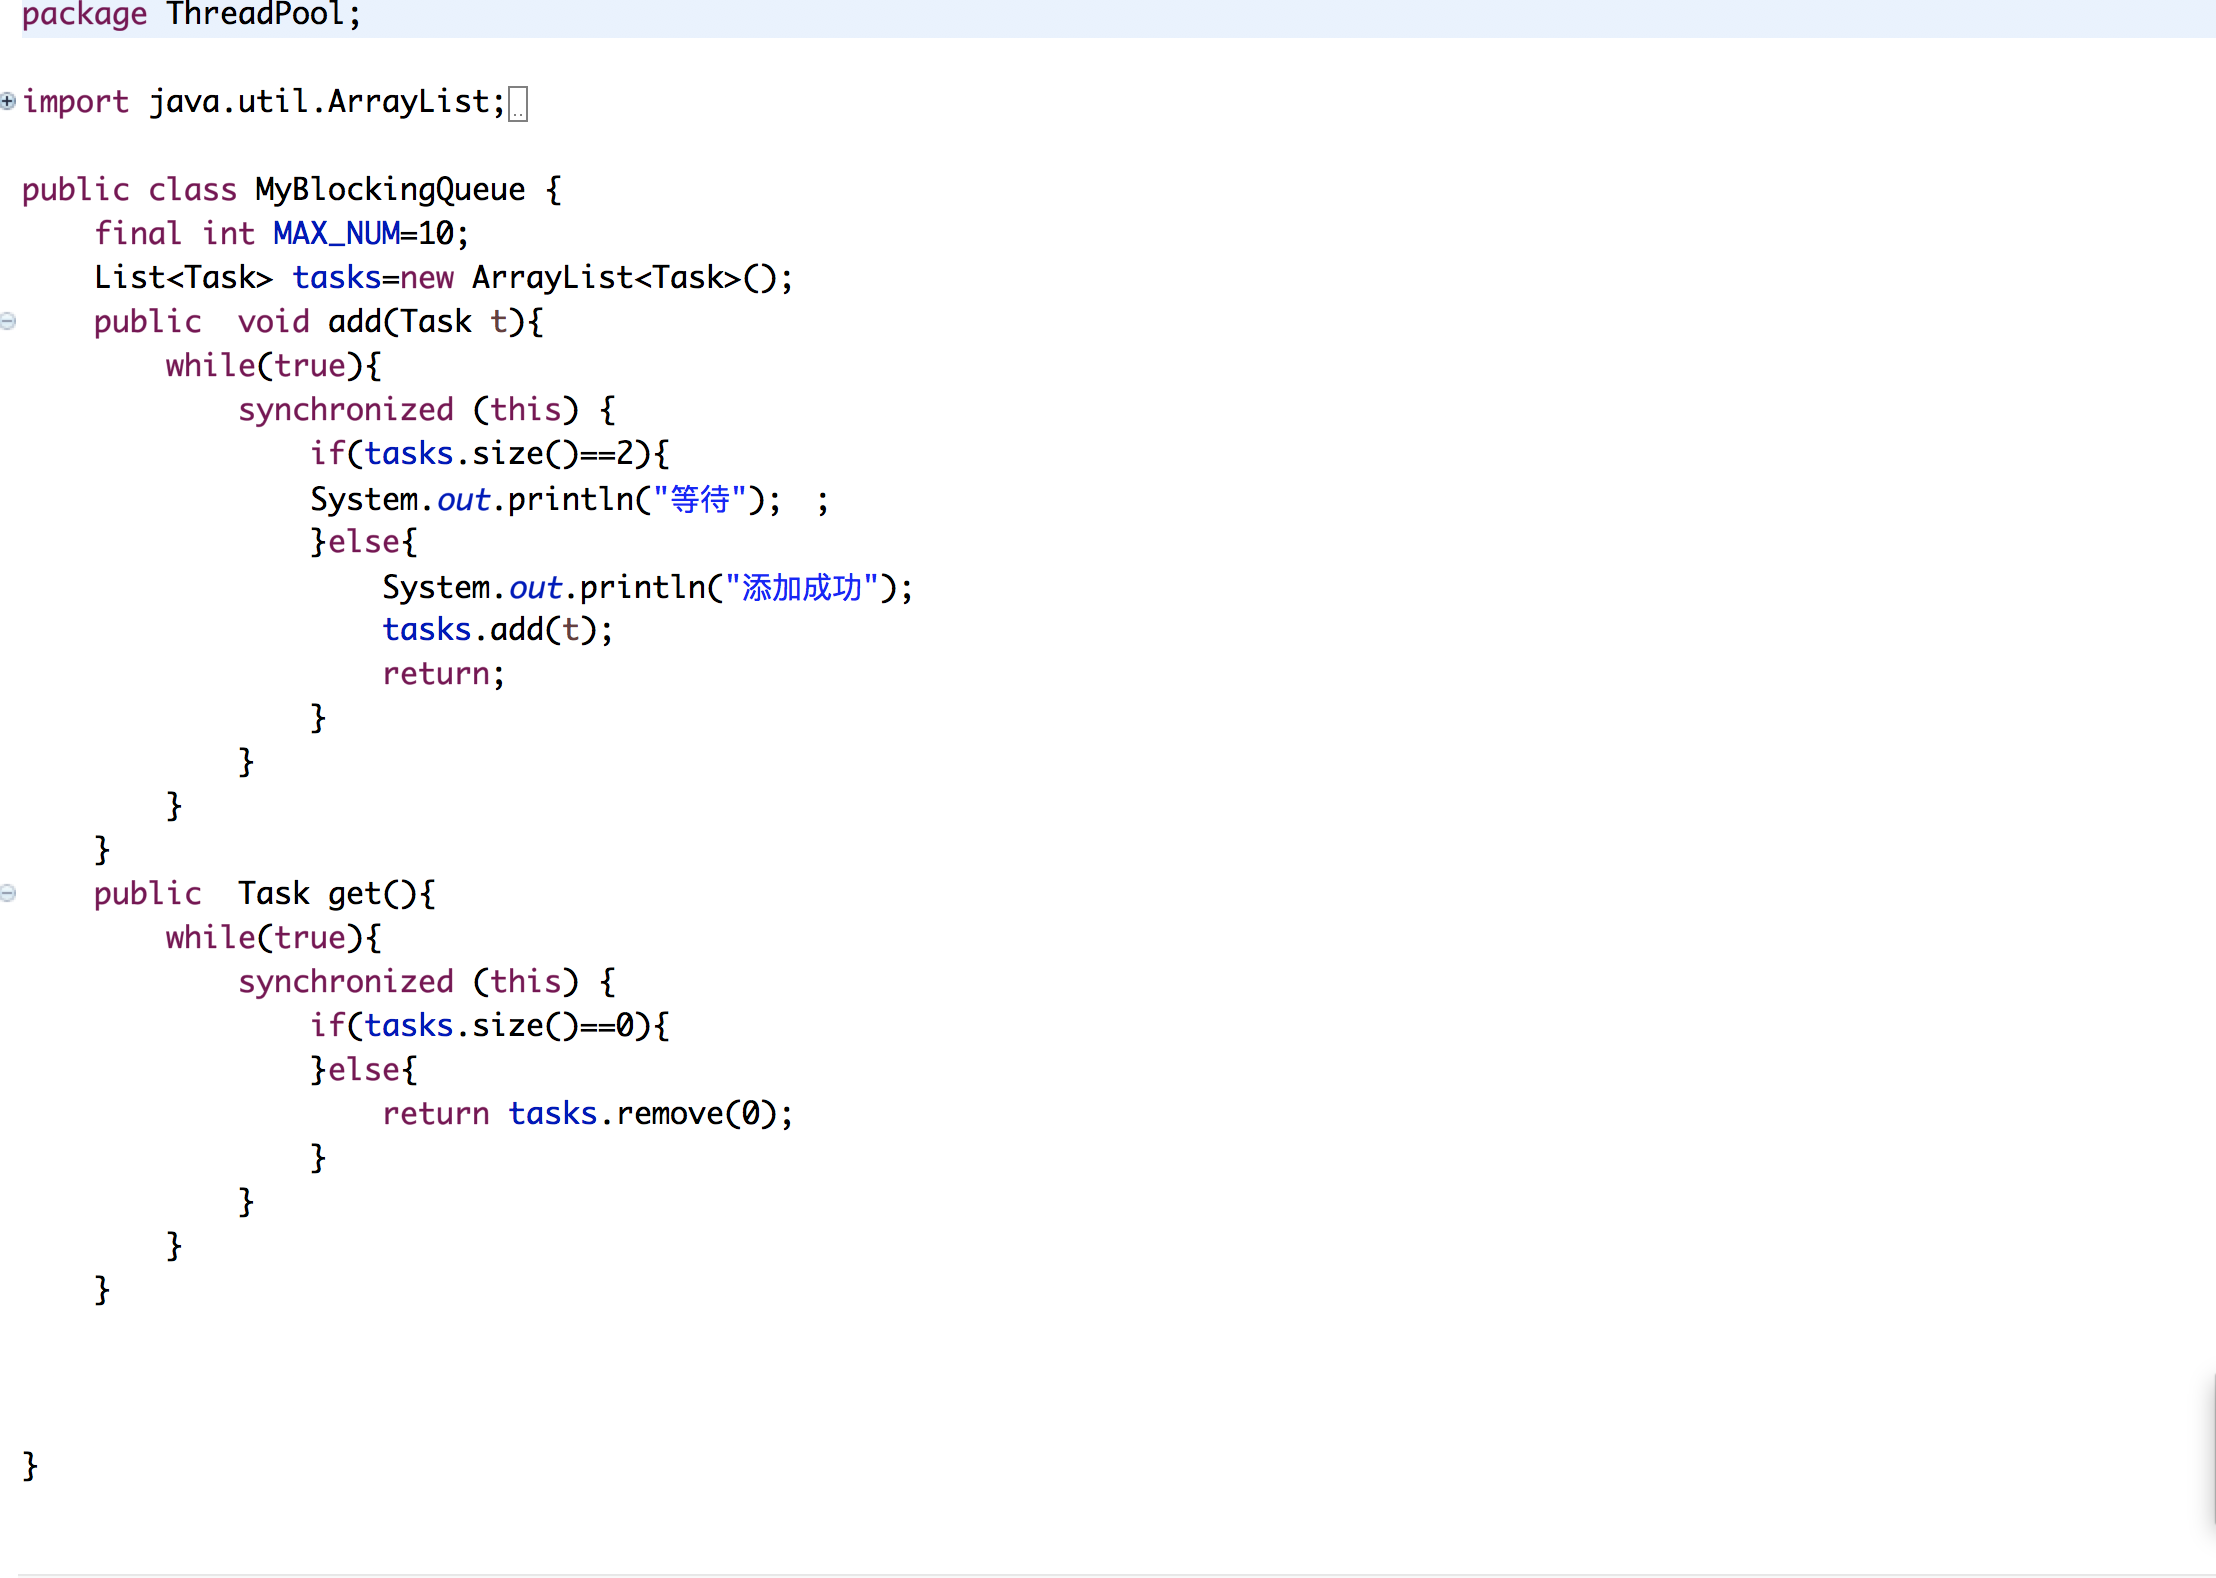 package ThreadPool;
import java.util.ArrayList;
public class MyBlockingQueue {
    final int MAX_NUM=10;
    List<Task> tasks=new ArrayList<Task>();
    public  void add(Task t){
        while(true){
            synchronized (this) {
                if(tasks.size()==2){
                System.out.println("等待");  ;
                }else{
                    System.out.println("添加成功");
                    tasks.add(t);
                    return;
                }
            }
        }
    }
    public  Task get(){
        while(true){
            synchronized (this) {
                if(tasks.size()==0){
                }else{
                    return tasks.remove(0);
                }
            }
        }
    }
}